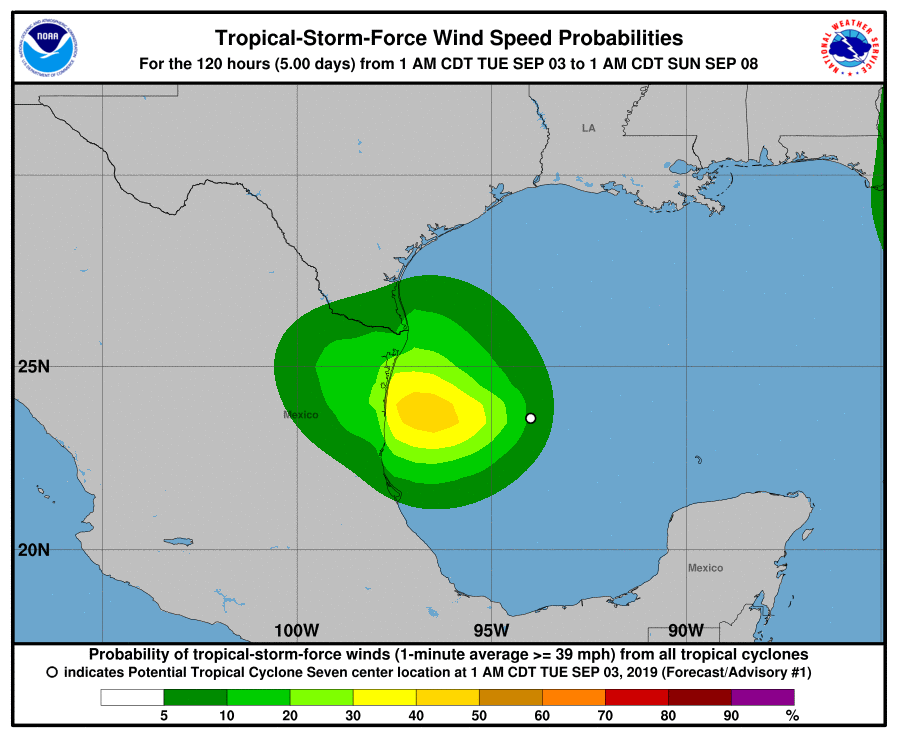 Tropical-Storm-Force Wind Speed Probabilities
For the 120 hours (5.00 days) from 1 AM CDT TUE SEP 03 to 1 AM CDT SUN SEP 08
NOAA
NATIONAL WEATHER SERVICE
LA
25N
Mexico
20N
Mexico
100W 95W 90W
Probability of tropical-storm-force winds (1-minute average >= 39 mph) from all tropical cyclones
indicates Potential Tropical Cyclone Seven center location at 1 AM CDT TUE SEP 03, 2019 (Forecast/Advisory #1)
5 10 20 30 40 50 60 70 80 90 %